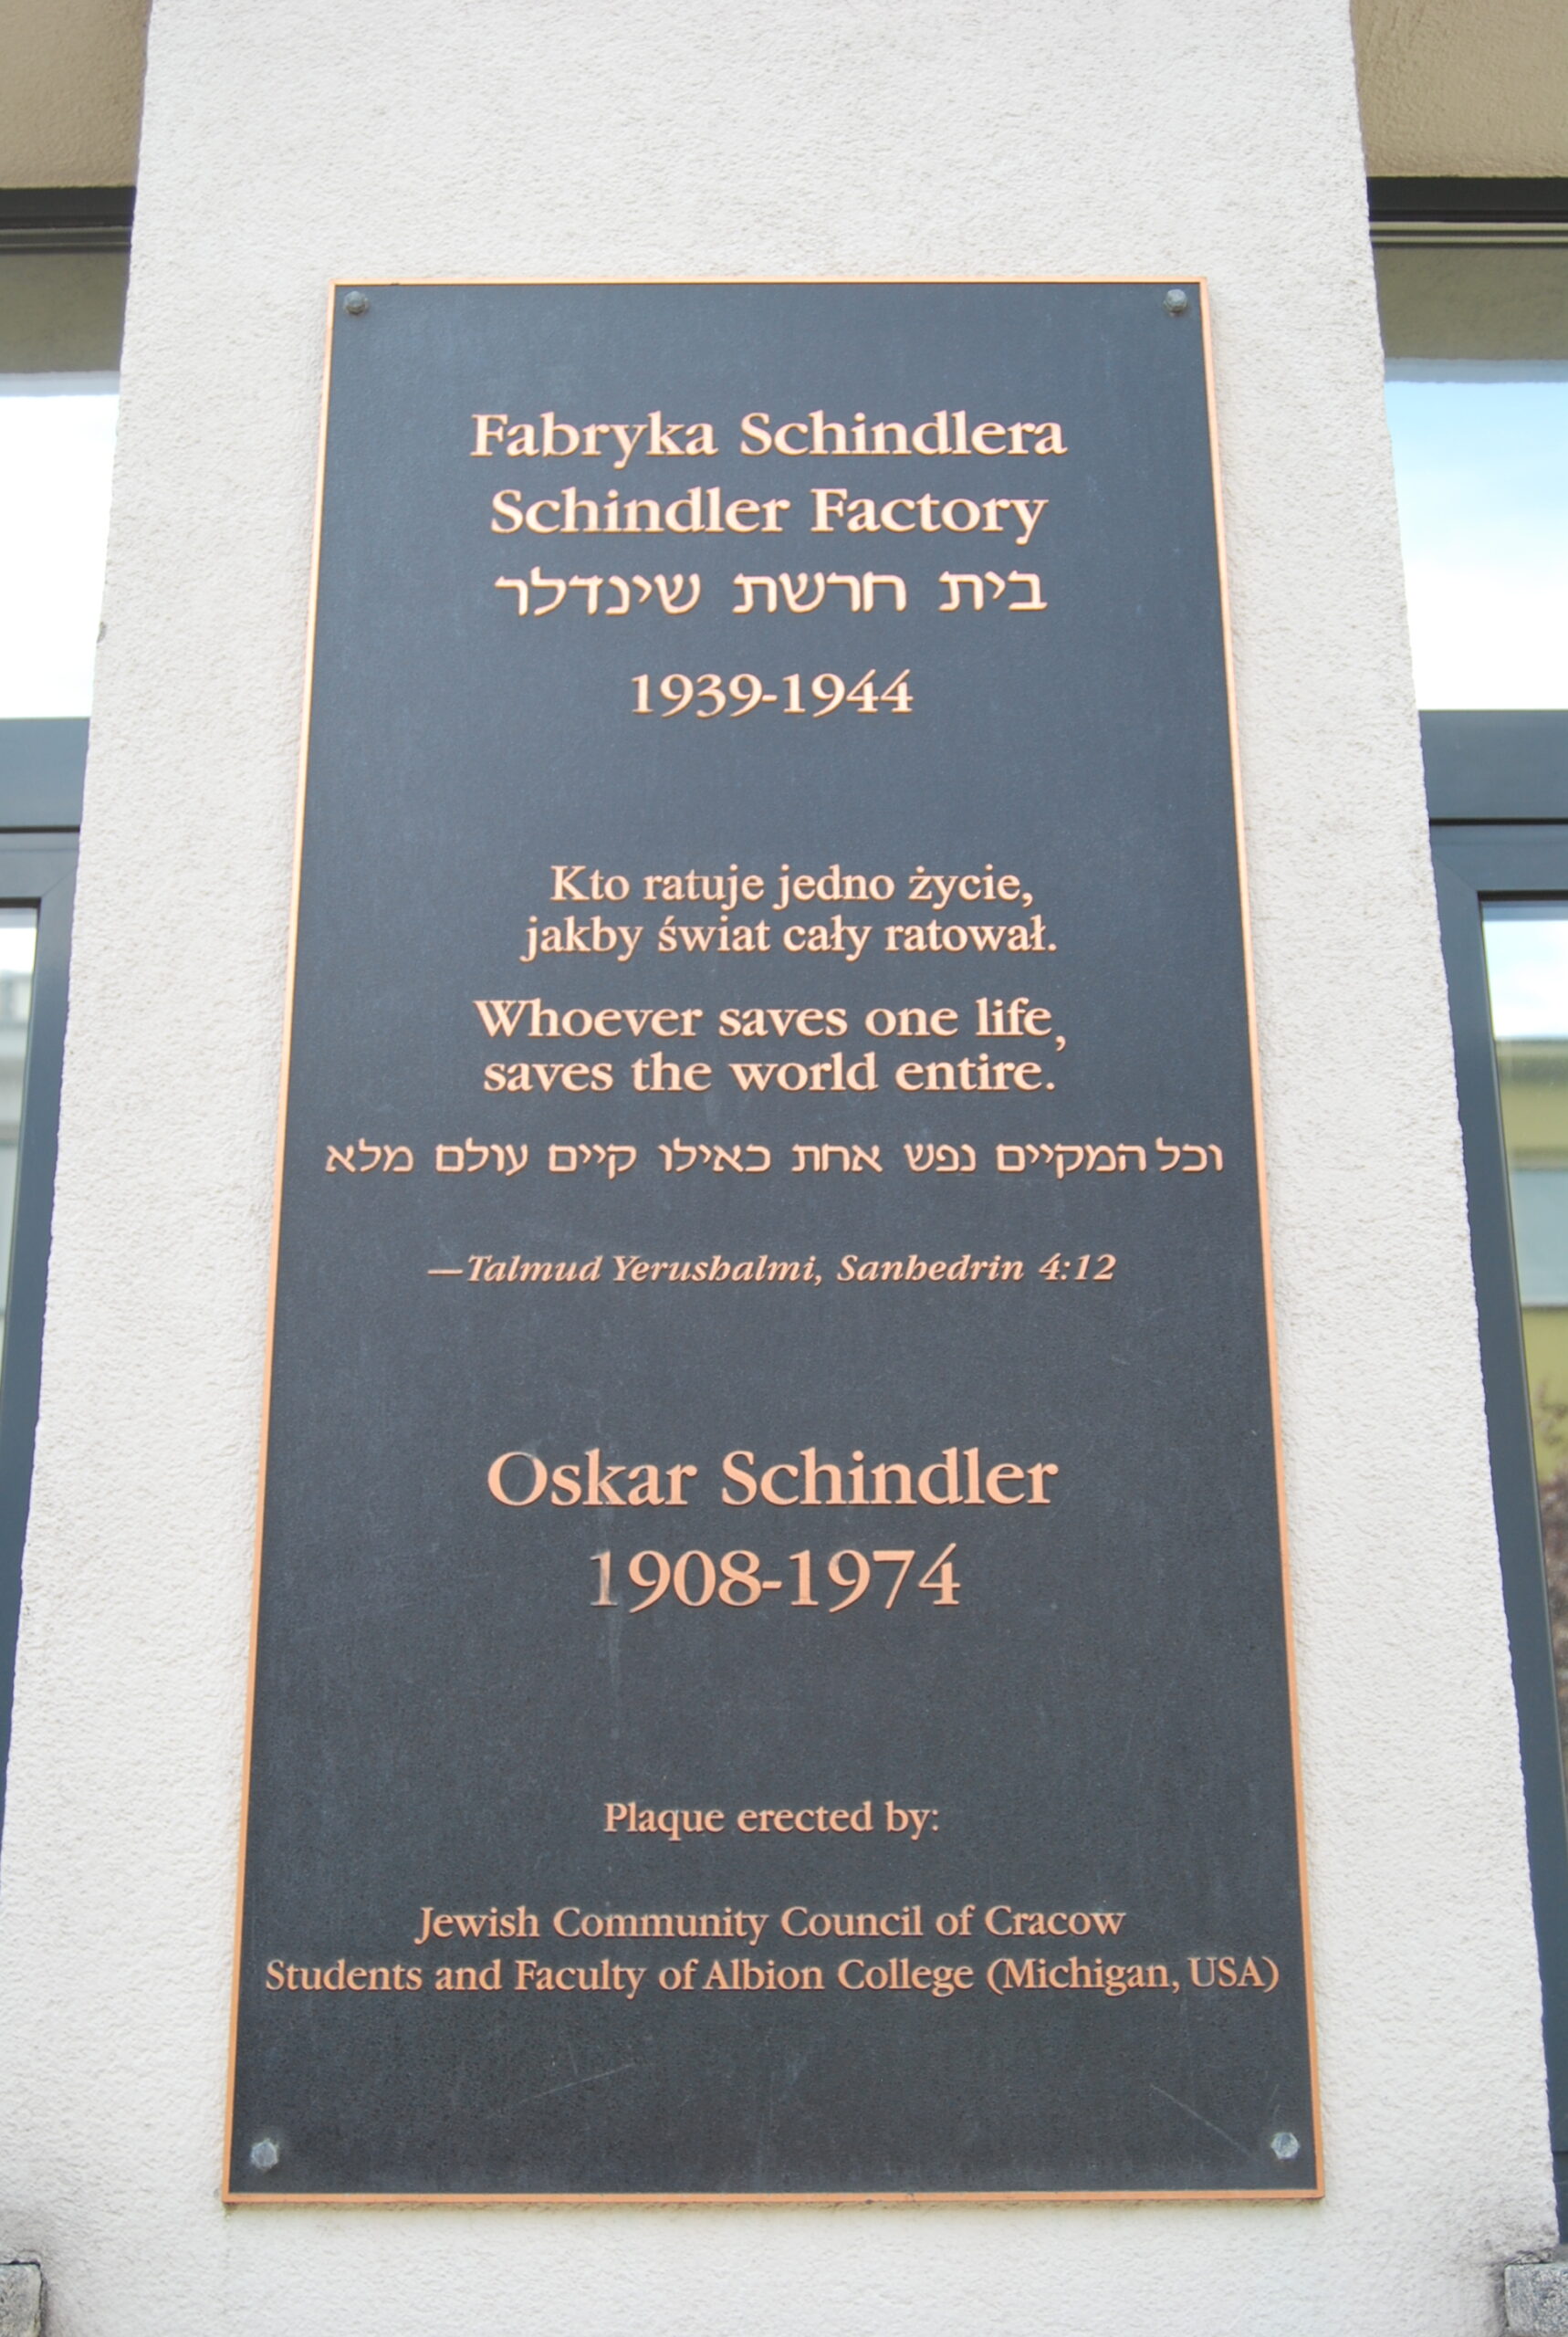 Fabryka Schindlera
Schindler Factory
בית חרשת שינדלר
1939-1944
Kto ratuje jedno życie,
jakby świat cały ratował.
Whoever saves one life,
saves the world entire.
וכל המקיים נפש אחת כאילו קיים עולם מלא
—Talmud Yerushalmi, Sanhedrin 4:12
Oskar Schindler
1908-1974
Plaque erected by:
Jewish Community Council of Cracow
Students and Faculty of Albion College (Michigan, USA)